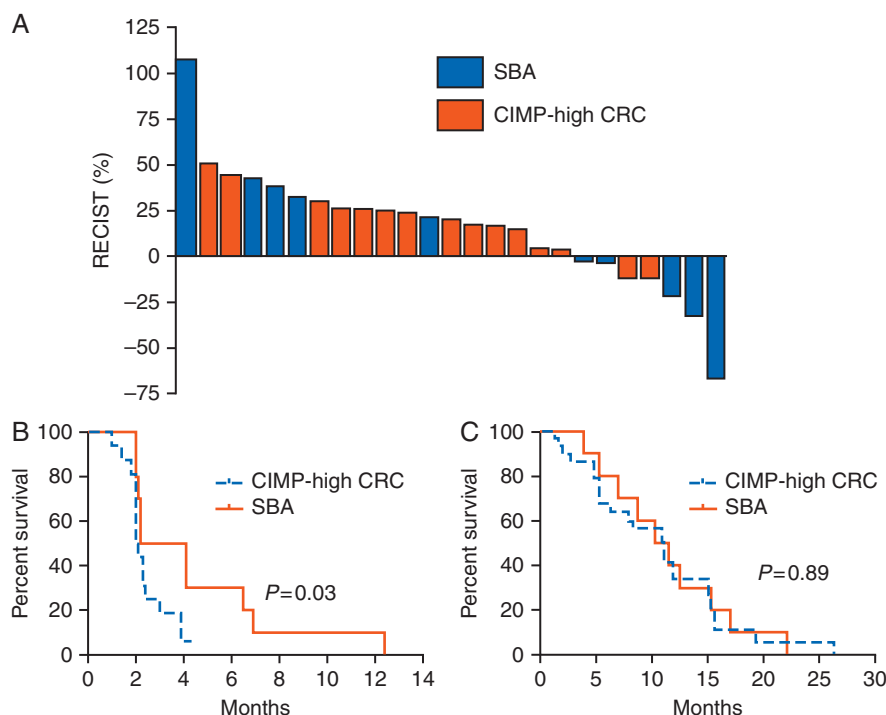 A
125
100
75
50
25
0
−25
−50
−75
RECIST (%)
SBA
CIMP-high CRC
B
100
80
60
40
20
0
Percent survival
CIMP-high CRC
SBA
P=0.03
0 2 4 6 8 10 12 14
Months
C
100
80
60
40
20
0
Percent survival
CIMP-high CRC
SBA
P=0.89
0 5 10 15 20 25 30
Months